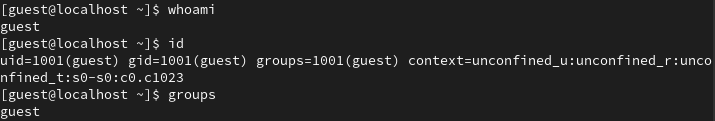 [guest@localhost ~]$ whoami
guest
[guest@localhost ~]$ id
uid=1001(guest) gid=1001(guest) groups=1001(guest) context=unconfined_u:unconfined_r:unco
nfined_t:s0-s0:c0.c1023
[guest@localhost ~]$ groups
guest